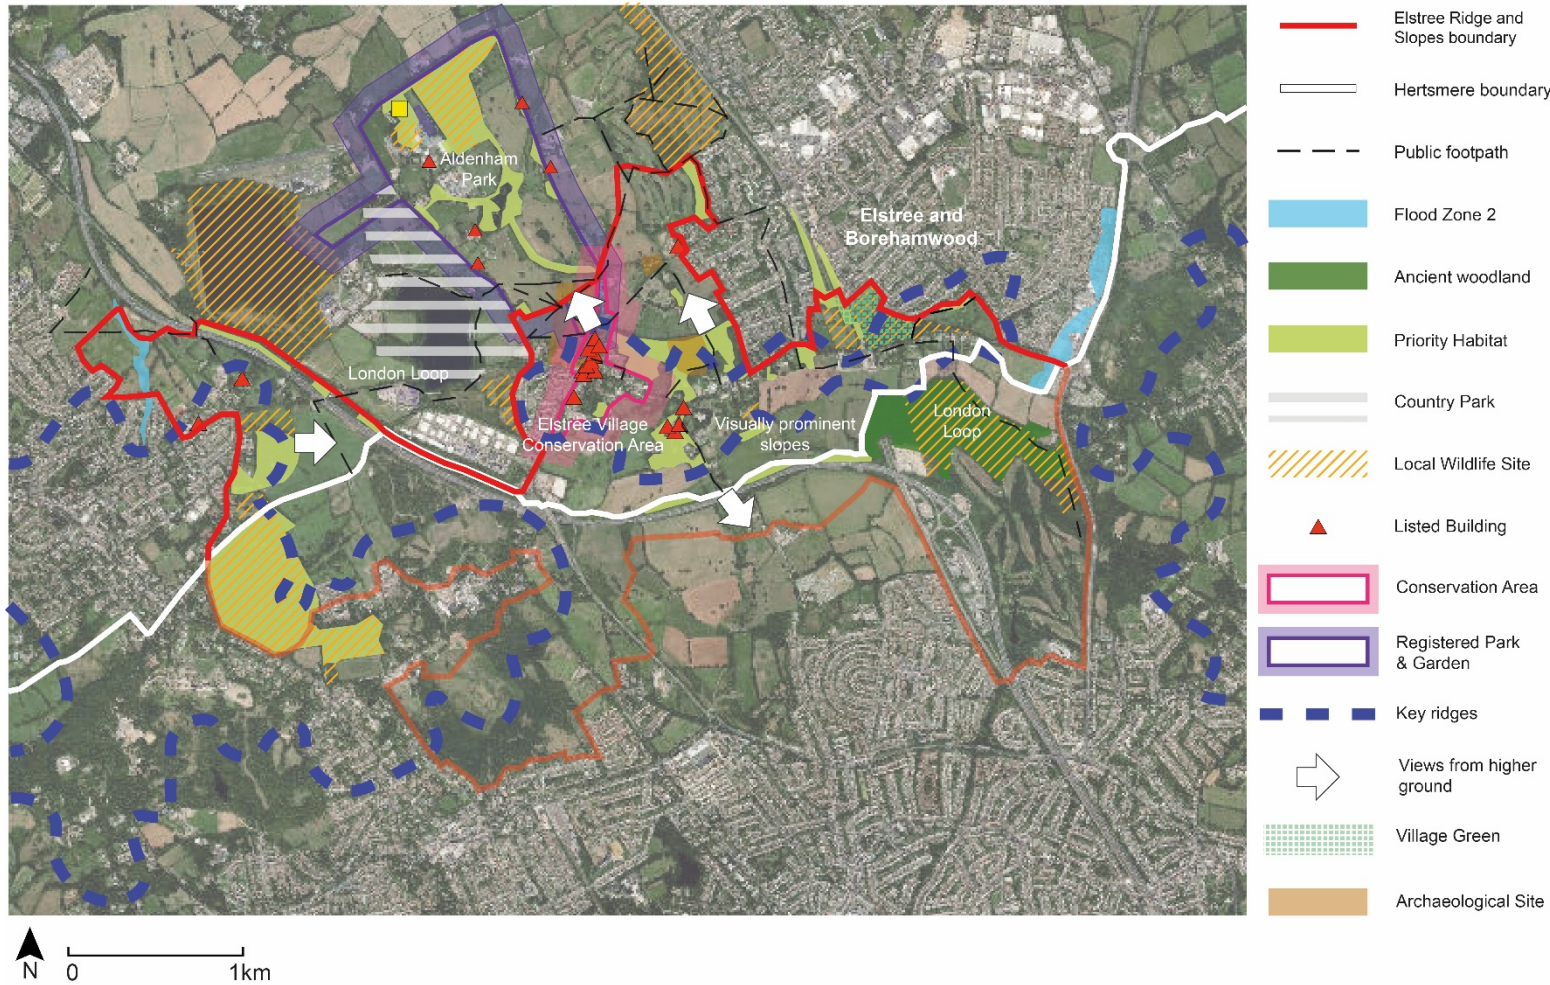 Aldenham
Park
Elstree and
Borehamwood
London Loop
Elstree Village
Conservation Area
Visually prominent
slopes
London
Loop
Elstree Ridge and
Slopes boundary
Hertsmere boundary
Public footpath
Flood Zone 2
Ancient woodland
Priority Habitat
Country Park
Local Wildlife Site
Listed Building
Conservation Area
Registered Park
& Garden
Key ridges
Views from higher
ground
Village Green
Archaeological Site
N
0 1km